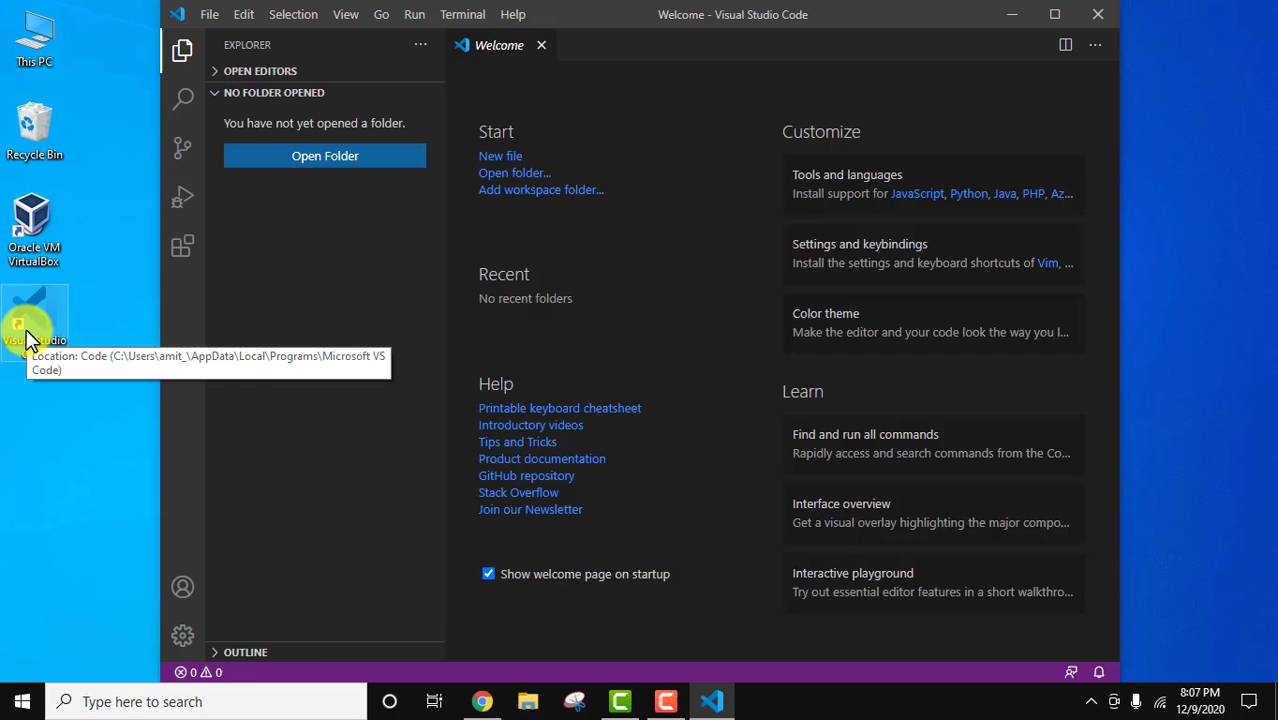 This PC
Recycle Bin
Oracle VM
VirtualBox
Visual Studio
Location: Code (C:\Users\amit_\AppData\Local\Programs\Microsoft VS
Code)
File Edit Selection View Go Run Terminal Help
Welcome - Visual Studio Code
EXPLORER
OPEN EDITORS
NO FOLDER OPENED
You have not yet opened a folder.
Open Folder
OUTLINE
Welcome
Start
New file
Open folder...
Add workspace folder...
Recent
No recent folders
Help
Printable keyboard cheatsheet
Introductory videos
Tips and Tricks
Product documentation
GitHub repository
Stack Overflow
Join our Newsletter
Show welcome page on startup
Customize
Tools and languages
Install support for JavaScript, Python, Java, PHP, Az...
Settings and keybindings
Install the settings and keyboard shortcuts of Vim, ...
Color theme
Make the editor and your code look the way you l...
Learn
Find and run all commands
Rapidly access and search commands from the Co...
Interface overview
Get a visual overlay highlighting the major compo...
Interactive playground
Try out essential editor features in a short walkthro...
0 0
Type here to search
8:07 PM
12/9/2020